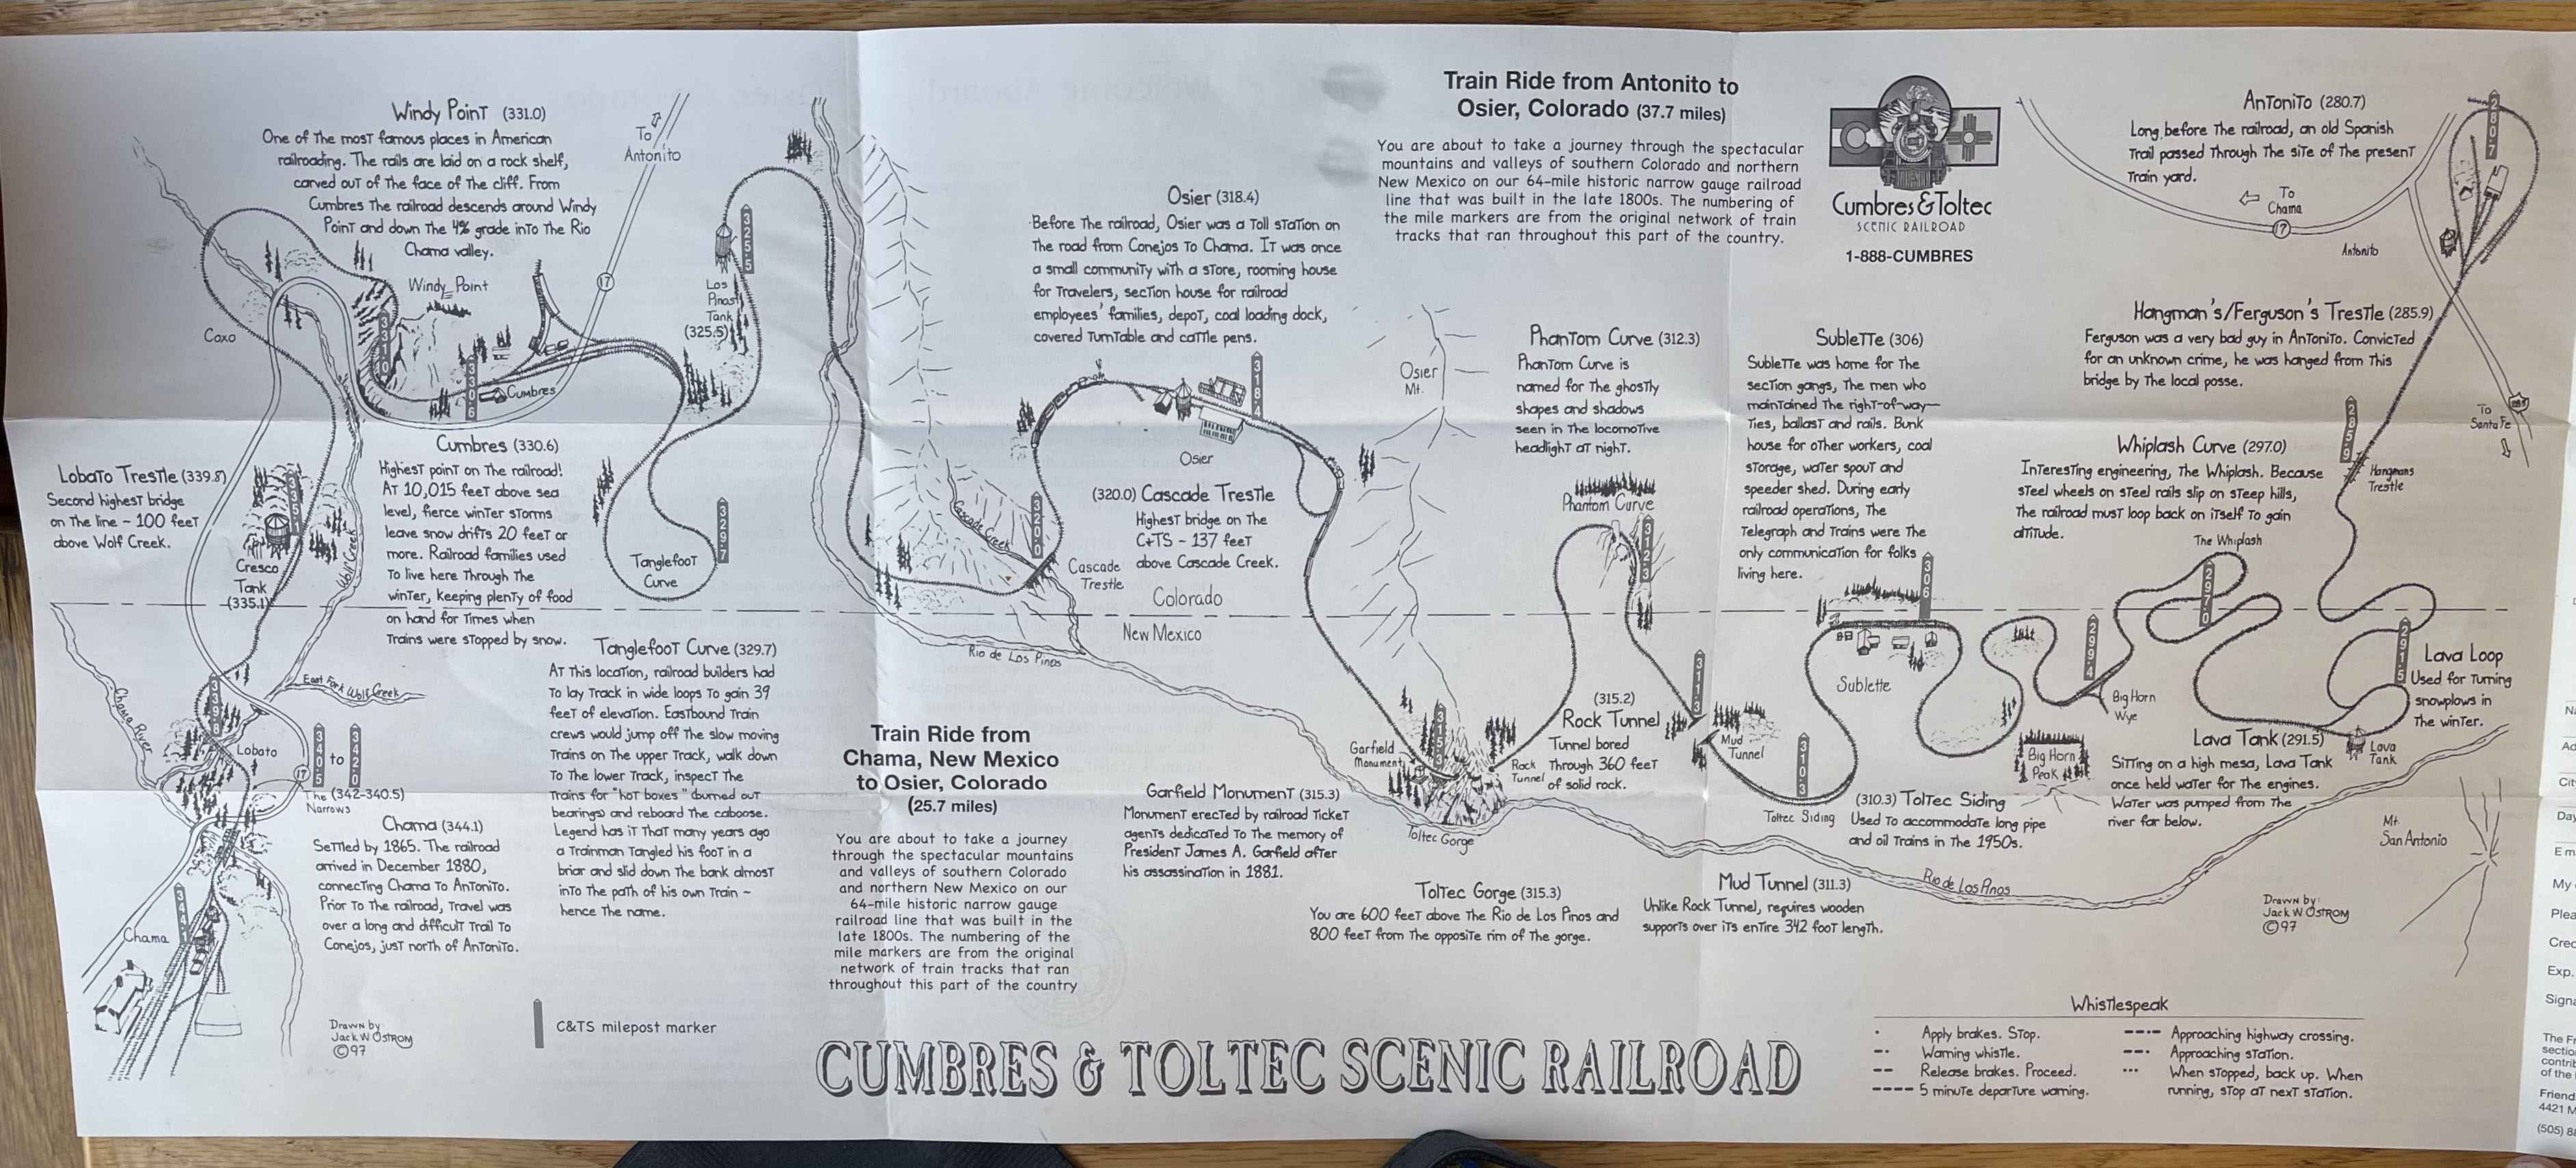 Windy Point (331.0)
One of the most famous places in American
railroading. The rails are laid on a rock shelf,
carved out of the face of the cliff. From
Cumbres the railroad descends around Windy
Point and down the 4% grade into the Rio
Chama valley.
To
Antonito
17
Windy Point
Coxo
3310
3306
Cumbres
Los
Pinos
Tank
(325.5)
3255
Lobato Trestle (339.8)
Second highest bridge
on the line ~ 100 feet
above Wolf Creek.
3351
Cresco
Tank
(335.1)
Wolf Creek
Cumbres (330.6)
Highest point on the railroad!
At 10,015 feet above sea
level, fierce winter storms
leave snow drifts 20 feet or
more. Railroad families used
to live here through the
winter, keeping plenty of food
on hand for times when
trains were stopped by snow.
3297
Tanglefoot
Curve
Tanglefoot Curve (329.7)
At this location, railroad builders had
to lay track in wide loops to gain 39
feet of elevation. Eastbound train
crews would jump off the slow moving
trains on the upper track, walk down
to the lower track, inspect the
trains for "hot boxes" (burned out
bearings) and reboard the caboose.
Legend has it that many years ago
a trainman tangled his foot in a
briar and slid down the bank almost
into the path of his own train ~
hence the name.
East Fork Wolf Creek
Chama River
3398
Lobato
17
3405 to 3420
The (342-340.5)
Narrows
Chama (344.1)
Settled by 1865. The railroad
arrived in December 1880,
connecting Chama to Antonito.
Prior to the railroad, travel was
over a long and difficult trail to
Conejos, just north of Antonito.
3441
Chama
Drawn by:
Jack W Ostrom
©97
C&TS milepost marker
Osier (318.4)
Before the railroad, Osier was a toll station on
the road from Conejos to Chama. It was once
a small community with a store, rooming house
for travelers, section house for railroad
employees' families, depot, coal loading dock,
covered turntable and cattle pens.
3184
Osier
Cascade Creek
3200
Cascade
Trestle
(320.0) Cascade Trestle
Highest bridge on the
C+TS ~ 137 feet
above Cascade Creek.
Colorado
New Mexico
Rio de Los Pinos
Train Ride from
Chama, New Mexico
to Osier, Colorado
(25.7 miles)
You are about to take a journey
through the spectacular mountains
and valleys of southern Colorado
and northern New Mexico on our
64-mile historic narrow gauge
railroad line that was built in the
late 1800s. The numbering of the
mile markers are from the original
network of train tracks that ran
throughout this part of the country
Train Ride from Antonito to
Osier, Colorado (37.7 miles)
You are about to take a journey through the spectacular
mountains and valleys of southern Colorado and northern
New Mexico on our 64-mile historic narrow gauge railroad
line that was built in the late 1800s. The numbering of
the mile markers are from the original network of train
tracks that ran throughout this part of the country.
Cumbres & Toltec
SCENIC RAILROAD
1-888-CUMBRES
Osier
Mt.
Phantom Curve (312.3)
Phantom Curve is
named for the ghostly
shapes and shadows
seen in the locomotive
headlight at night.
Phantom Curve
3123
Sublette (306)
Sublette was home for the
section gangs, the men who
maintained the right-of-way—
ties, ballast and rails. Bunk
house for other workers, coal
storage, water spout and
speeder shed. During early
railroad operations, the
telegraph and trains were the
only communication for folks
living here.
306
Sublette
Garfield
Monument
3153
Rock
Tunnel
Toltec Gorge
(315.2)
Rock Tunnel
Tunnel bored
through 360 feet
of solid rock.
3113
Mud
Tunnel
3103
Toltec Siding
(310.3) Toltec Siding
Used to accommodate long pipe
and oil trains in the 1950s.
Garfield Monument (315.3)
Monument erected by railroad ticket
agents dedicated to the memory of
President James A. Garfield after
his assassination in 1881.
Toltec Gorge (315.3)
You are 600 feet above the Rio de Los Pinos and
800 feet from the opposite rim of the gorge.
Mud Tunnel (311.3)
Unlike Rock Tunnel, requires wooden
supports over its entire 342 foot length.
Rio de Los Pinos
Antonito (280.7)
Long before the railroad, an old Spanish
Trail passed through the site of the present
train yard.
To
Chama
17
Antonito
2807
Hangman's/Ferguson's Trestle (285.9)
Ferguson was a very bad guy in Antonito. Convicted
for an unknown crime, he was hanged from this
bridge by the local posse.
285
To
Santa Fe
2859
Hangmans
Trestle
Whiplash Curve (297.0)
Interesting engineering, the Whiplash. Because
steel wheels on steel rails slip on steep hills,
the railroad must loop back on itself to gain
altitude.
The Whiplash
2970
2994
Big Horn
Wye
Big Horn
Peak
2915
Lava Loop
Used for turning
snowplows in
the winter.
Lava Tank (291.5)
Sitting on a high mesa, Lava Tank
once held water for the engines.
Water was pumped from the
river far below.
Lava
Tank
Mt.
San Antonio
Drawn by:
Jack W Ostrom
©97
Whistlespeak
· Apply brakes. Stop.
–· Warning whistle.
–– Release brakes. Proceed.
–––– 5 minute departure warning.
––·– Approaching highway crossing.
––· Approaching station.
··· When stopped, back up. When
running, stop at next station.
CUMBRES & TOLTEC SCENIC RAILROAD
Day
My
Exp.
The Fr
of the
Friend
4421 M